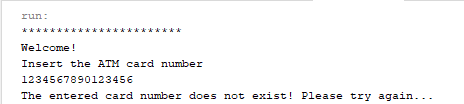 run:
***********************
Welcome!
Insert the ATM card number
1234567890123456
The entered card number does not exist! Please try again...